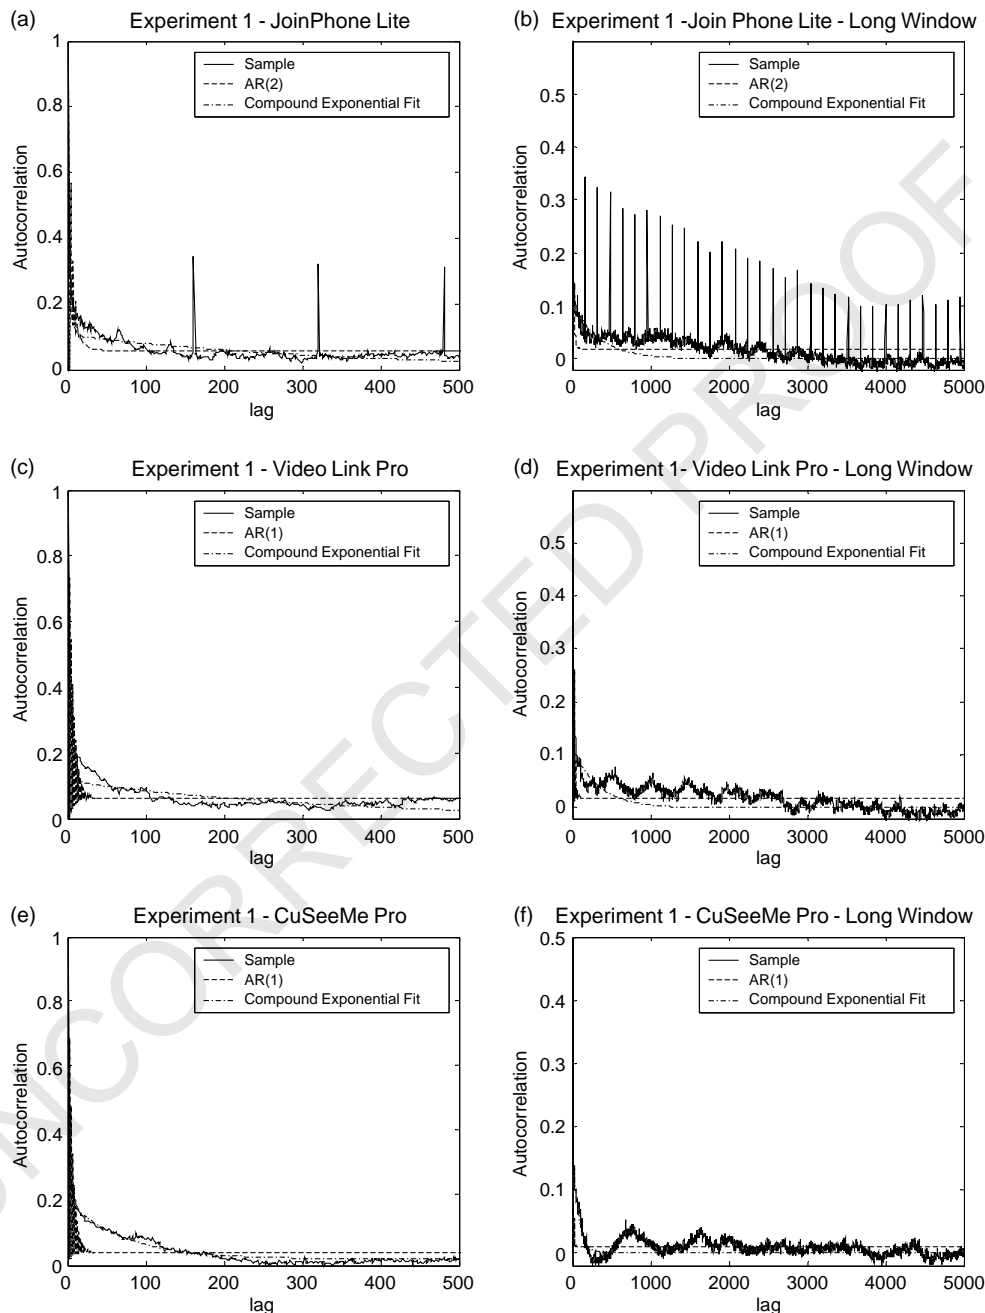 (a) Experiment 1 - JoinPhone Lite
1
0.8
0.6
0.4
0.2
0
Autocorrelation
Sample
AR(2)
Compound Exponential Fit
0 100 200 300 400 500
lag
(b) Experiment 1 -Join Phone Lite - Long Window
0.5
0.4
0.3
0.2
0.1
0
Autocorrelation
Sample
AR(2)
Compound Exponential Fit
0 1000 2000 3000 4000 5000
lag
(c) Experiment 1 - Video Link Pro
1
0.8
0.6
0.4
0.2
0
Autocorrelation
Sample
AR(1)
Compound Exponential Fit
0 100 200 300 400 500
lag
(d) Experiment 1- Video Link Pro - Long Window
0.5
0.4
0.3
0.2
0.1
0
Autocorrelation
Sample
AR(1)
Compound Exponential Fit
0 1000 2000 3000 4000 5000
lag
(e) Experiment 1 - CuSeeMe Pro
1
0.8
0.6
0.4
0.2
0
Autocorrelation
Sample
AR(1)
Compound Exponential Fit
0 100 200 300 400 500
lag
(f) Experiment 1 - CuSeeMe Pro - Long Window
0.5
0.4
0.3
0.2
0.1
0
Autocorrelation
Sample
AR(1)
Compound Exponential Fit
0 1000 2000 3000 4000 5000
lag
UNCORRECTED PROOF